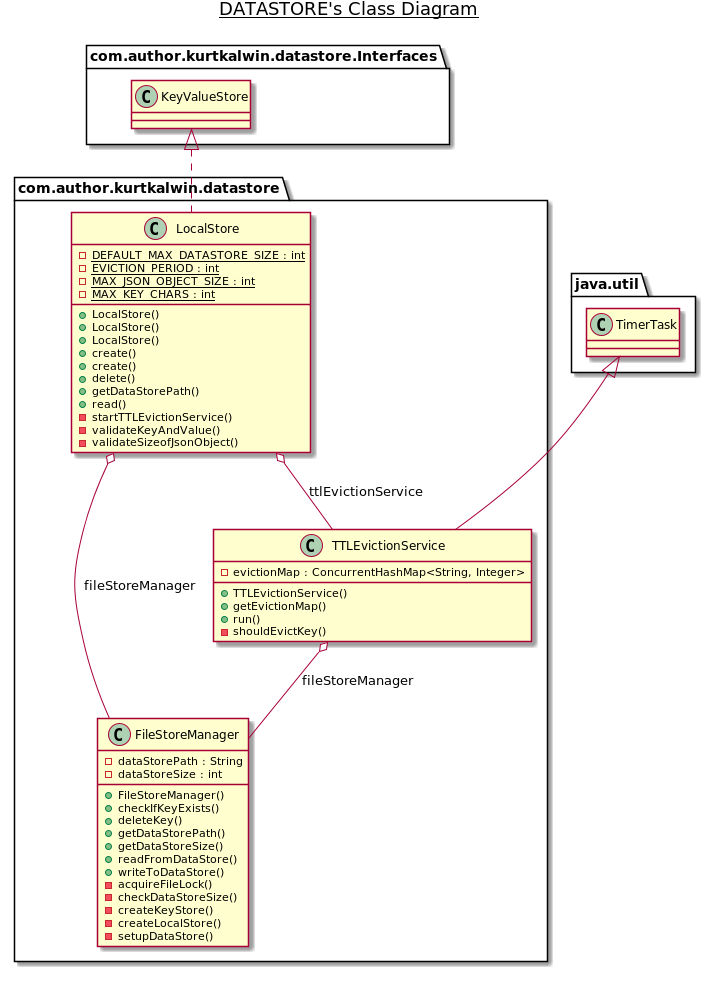 DATASTORE's Class Diagram
com.author.kurtkalwin.datastore.Interfaces
C KeyValueStore
com.author.kurtkalwin.datastore
C LocalStore
DEFAULT_MAX_DATASTORE_SIZE : int
EVICTION_PERIOD : int
MAX_JSON_OBJECT_SIZE : int
MAX_KEY_CHARS : int
LocalStore()
LocalStore()
LocalStore()
create()
create()
delete()
getDataStorePath()
read()
startTTLEvictionService()
validateKeyAndValue()
validateSizeofJsonObject()
java.util
C TimerTask
ttlEvictionService
C TTLEvictionService
evictionMap : ConcurrentHashMap<String, Integer>
TTLEvictionService()
getEvictionMap()
run()
shouldEvictKey()
fileStoreManager
fileStoreManager
C FileStoreManager
dataStorePath : String
dataStoreSize : int
FileStoreManager()
checkIfKeyExists()
deleteKey()
getDataStorePath()
getDataStoreSize()
readFromDataStore()
writeToDataStore()
acquireFileLock()
checkDataStoreSize()
createKeyStore()
createLocalStore()
setupDataStore()